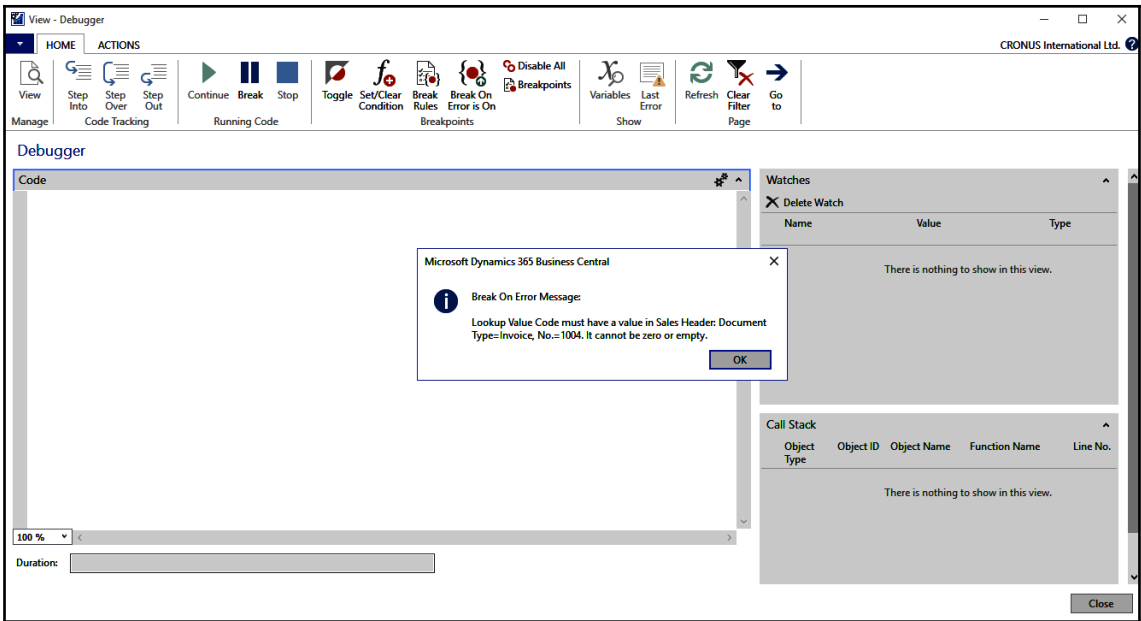 View - Debugger
HOME ACTIONS
CRONUS International Ltd. ?
View
Step Into
Step Over
Step Out
Continue Break Stop
Toggle
Set/Clear Condition
Break Rules
Break On Error is On
Disable All
Breakpoints
Variables
Last Error
Refresh
Clear Filter
Go to
Manage Code Tracking Running Code Breakpoints Show Page
Debugger
Code
Watches
Delete Watch
Name Value Type
There is nothing to show in this view.
Microsoft Dynamics 365 Business Central
Break On Error Message:
Lookup Value Code must have a value in Sales Header: Document
Type=Invoice, No.=1004. It cannot be zero or empty.
OK
Call Stack
Object Type
Object ID Object Name Function Name Line No.
There is nothing to show in this view.
100 %
Duration:
Close